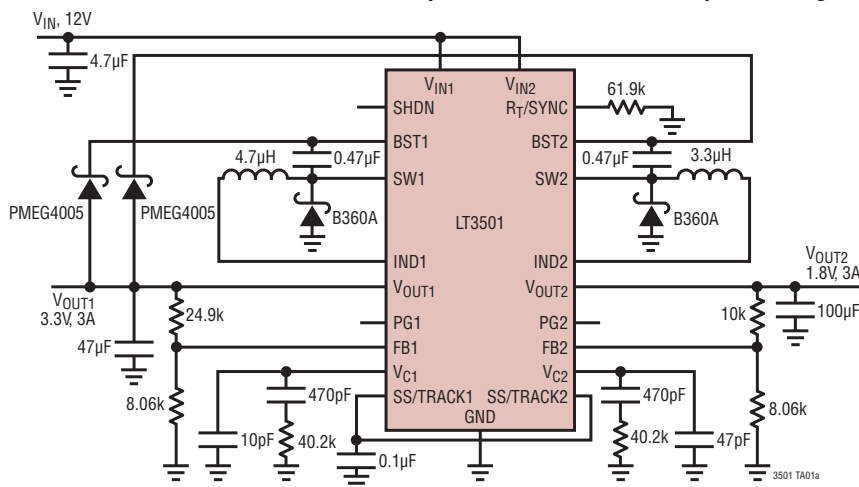 VIN, 12V
4.7µF
VIN1
VIN2
SHDN
RT/SYNC
61.9k
BST1
BST2
4.7µH
0.47µF
0.47µF
3.3µH
SW1
SW2
PMEG4005
PMEG4005
B360A
LT3501
B360A
IND1
IND2
VOUT1
3.3V, 3A
VOUT1
VOUT2
VOUT2
1.8V, 3A
24.9k
10k
100µF
PG1
PG2
47µF
FB1
FB2
VC1
VC2
8.06k
470pF
SS/TRACK1
SS/TRACK2
470pF
8.06k
GND
10pF
40.2k
40.2k
47pF
0.1µF
3501 TA01a